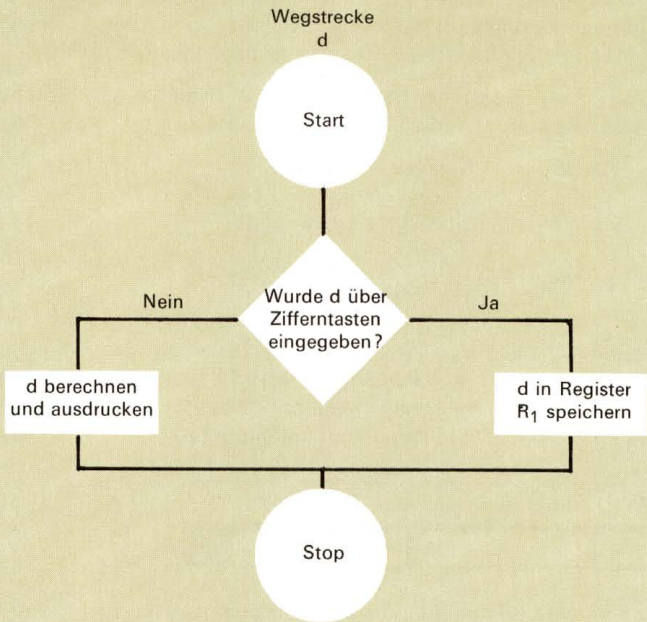 Wegstrecke
d
Start
Wurde d über
Zifferntasten
eingegeben?
Nein
Ja
d berechnen
und ausdrucken
d in Register
R₁ speichern
Stop